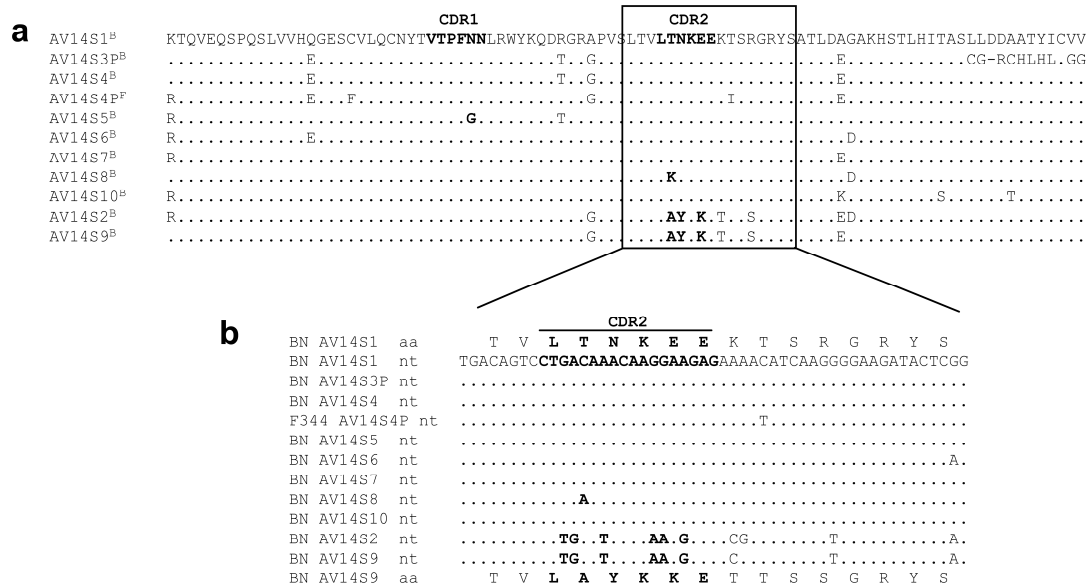 a
CDR1 CDR2
AV14S1B KTQVEQSPQSLVVHQGESCVLQCNYTVTPFNNLRWYKQDRGRAPVSLTVLTNKEEKTSRGRYSATLDAGAKHSTLHITASLLDDAATYICVV
AV14S3PB ..............E........................T..G........................E............CG-RCHLHL.GG
AV14S4B ..............E........................T..G........................E........................
AV14S4PF R.............E...F.......................G.............I..........E........................
AV14S5B R.............................G........T....................................................
AV14S6B R.............E.....................................................D.......................
AV14S7B R..................................................................E........................
AV14S8B ..................................................K.................D.......................
AV14S10B R..................................................................K.........S......T.......
AV14S2B R.........................................G.......AY.K.T..S........ED.......................
AV14S9B ..........................................G.......AY.K.T..S........E........................
b
CDR2
BN AV14S1 aa T V L T N K E E K T S R G R Y S
BN AV14S1 nt TGACAGTCCTGACAAACAAGGAAGAGAAAACATCAAGGGGAAGATACTCGG
BN AV14S3P nt ...................................................
BN AV14S4 nt ...................................................
F344 AV14S4P nt ..............................T....................
BN AV14S5 nt ...................................................
BN AV14S6 nt .................................................A.
BN AV14S7 nt ...................................................
BN AV14S8 nt ............A......................................
BN AV14S10 nt ...................................................
BN AV14S2 nt ..........TG..T....AA.G....CG........T...........A.
BN AV14S9 nt ..........TG..T....AA.G....C.........T...........A.
BN AV14S9 aa T V L A Y K K E T T S S G R Y S